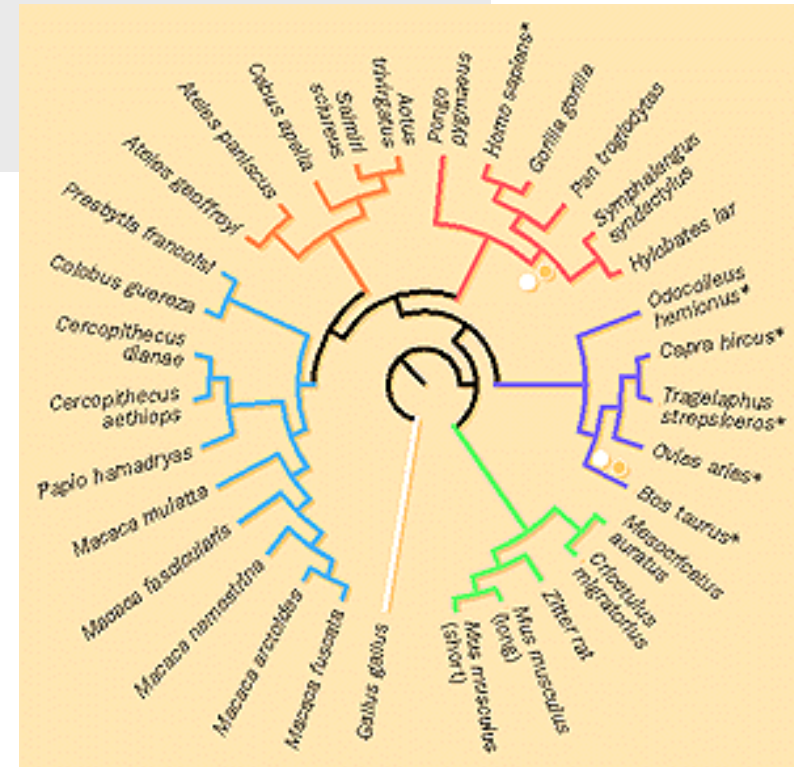 Pongo
pygmaeus
Homo sapiens*
Gorilla gorilla
Pan troglodytes
Symphalangus
syndactylus
Hylobates lar
Odocoileus
hemionus*
Capra hircus*
Tragelaphus
strepsiceros*
Ovies aries*
Bos taurus*
Mesocricetus
auratus
Cricetulus
migratorius
Zitter rat
Mus musculus
(long)
Mus musculus
(short)
Gallus gallus
Macaca fuscata
Macaca arctoides
Macaca nemestrina
Macaca fascicularis
Macaca mulatta
Papio hamadryas
Cercopithecus
aethiops
Cercopithecus
dianae
Colobus guereza
Presbytis francoisi
Ateles geoffroyi
Ateles paniscus
Cebus apella
Saimiri
sciureus
Aotus
trivirgatus